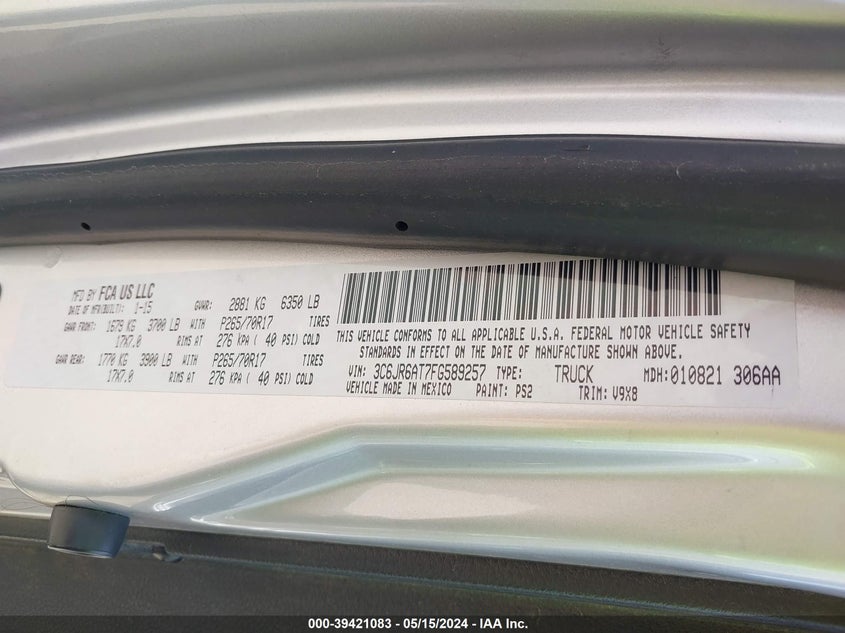 MFD BY FCA US LLC
DATE OF MFR(BUILT): 1-15 GVWR: 2881 KG 6350 LB
GAWR FRONT: 1679 KG 3700 LB WITH P265/70R17 TIRES
17X7.0 RIMS AT 276 KPA ( 40 PSI) COLD
GAWR REAR: 1770 KG 3900 LB WITH P265/70R17 TIRES
17X7.0 RIMS AT 276 KPA ( 40 PSI) COLD
THIS VEHICLE CONFORMS TO ALL APPLICABLE U.S.A. FEDERAL MOTOR VEHICLE SAFETY
STANDARDS IN EFFECT ON THE DATE OF MANUFACTURE SHOWN ABOVE.
VIN: 3C6JR6AT7FG589257 TYPE: TRUCK MDH: 010821 306AA
VEHICLE MADE IN MEXICO PAINT: PS2 TRIM: V9X8
000-39421083 - 05/15/2024 - IAA Inc.